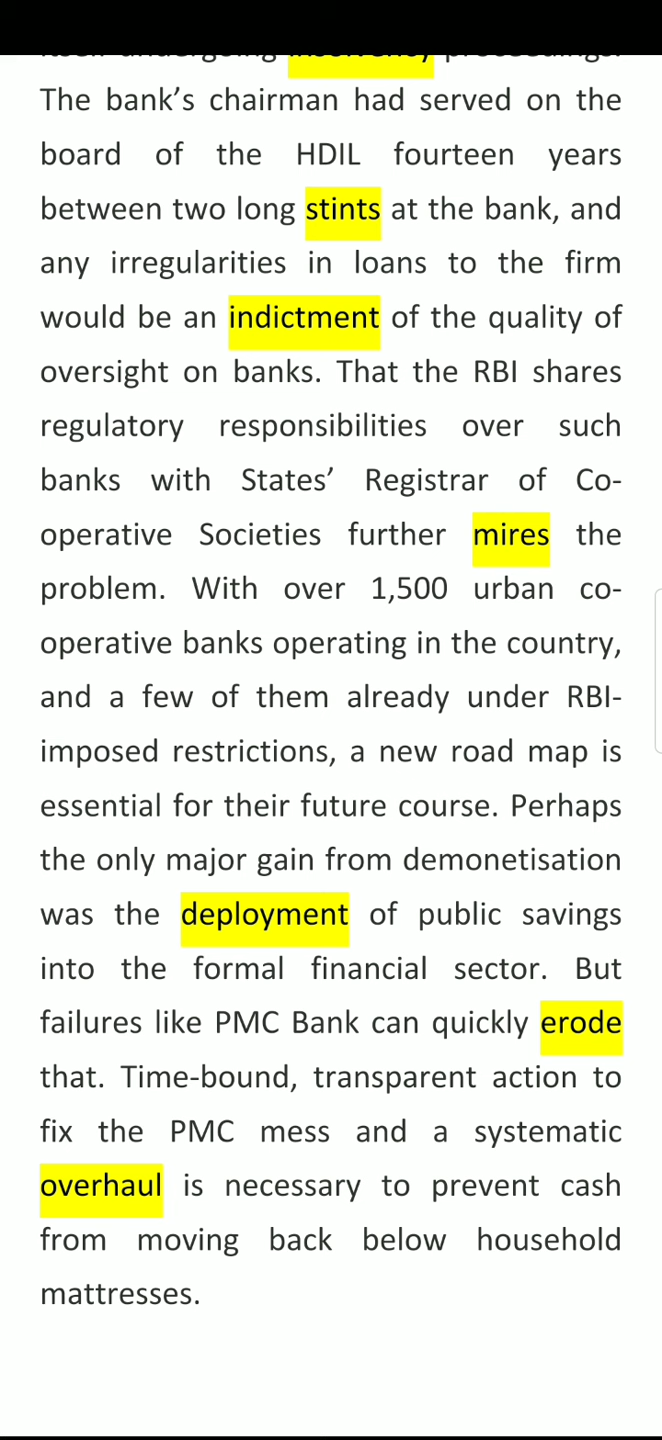 itself undergoing insolvency proceedings.
The bank’s chairman had served on the
board of the HDIL fourteen years
between two long stints at the bank, and
any irregularities in loans to the firm
would be an indictment of the quality of
oversight on banks. That the RBI shares
regulatory responsibilities over such
banks with States’ Registrar of Co-
operative Societies further mires the
problem. With over 1,500 urban co-
operative banks operating in the country,
and a few of them already under RBI-
imposed restrictions, a new road map is
essential for their future course. Perhaps
the only major gain from demonetisation
was the deployment of public savings
into the formal financial sector. But
failures like PMC Bank can quickly erode
that. Time-bound, transparent action to
fix the PMC mess and a systematic
overhaul is necessary to prevent cash
from moving back below household
mattresses.